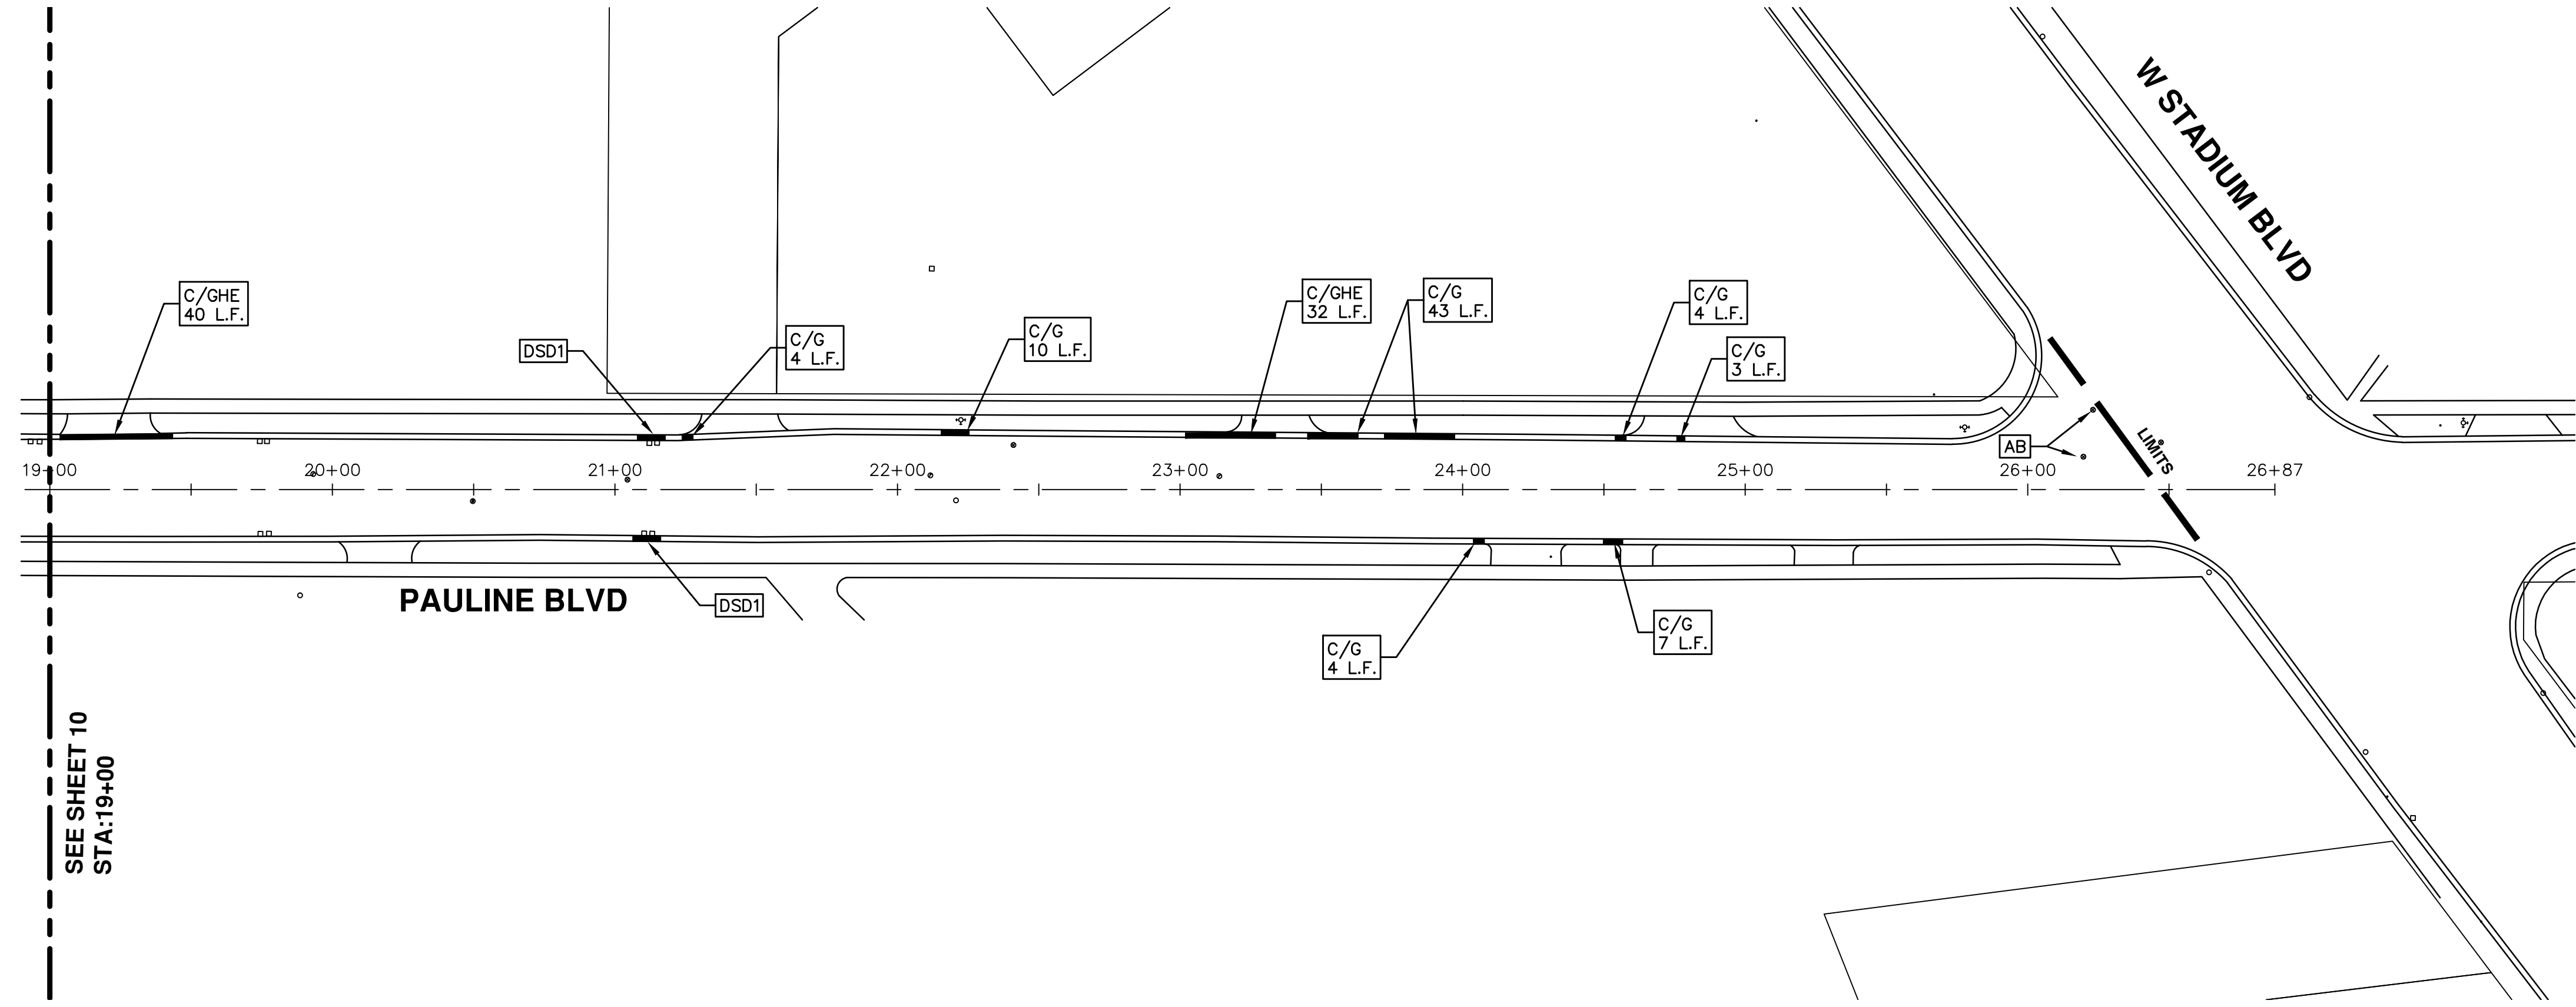 W STADIUM BLVD
C/GHE
40 L.F.
DSD1
C/G
4 L.F.
C/G
10 L.F.
C/GHE
32 L.F.
C/G
43 L.F.
C/G
4 L.F.
C/G
3 L.F.
AB
LIMITS
19+00
20+00
21+00
22+00
23+00
24+00
25+00
26+00
26+87
PAULINE BLVD
DSD1
C/G
4 L.F.
C/G
7 L.F.
SEE SHEET 10
STA:19+00